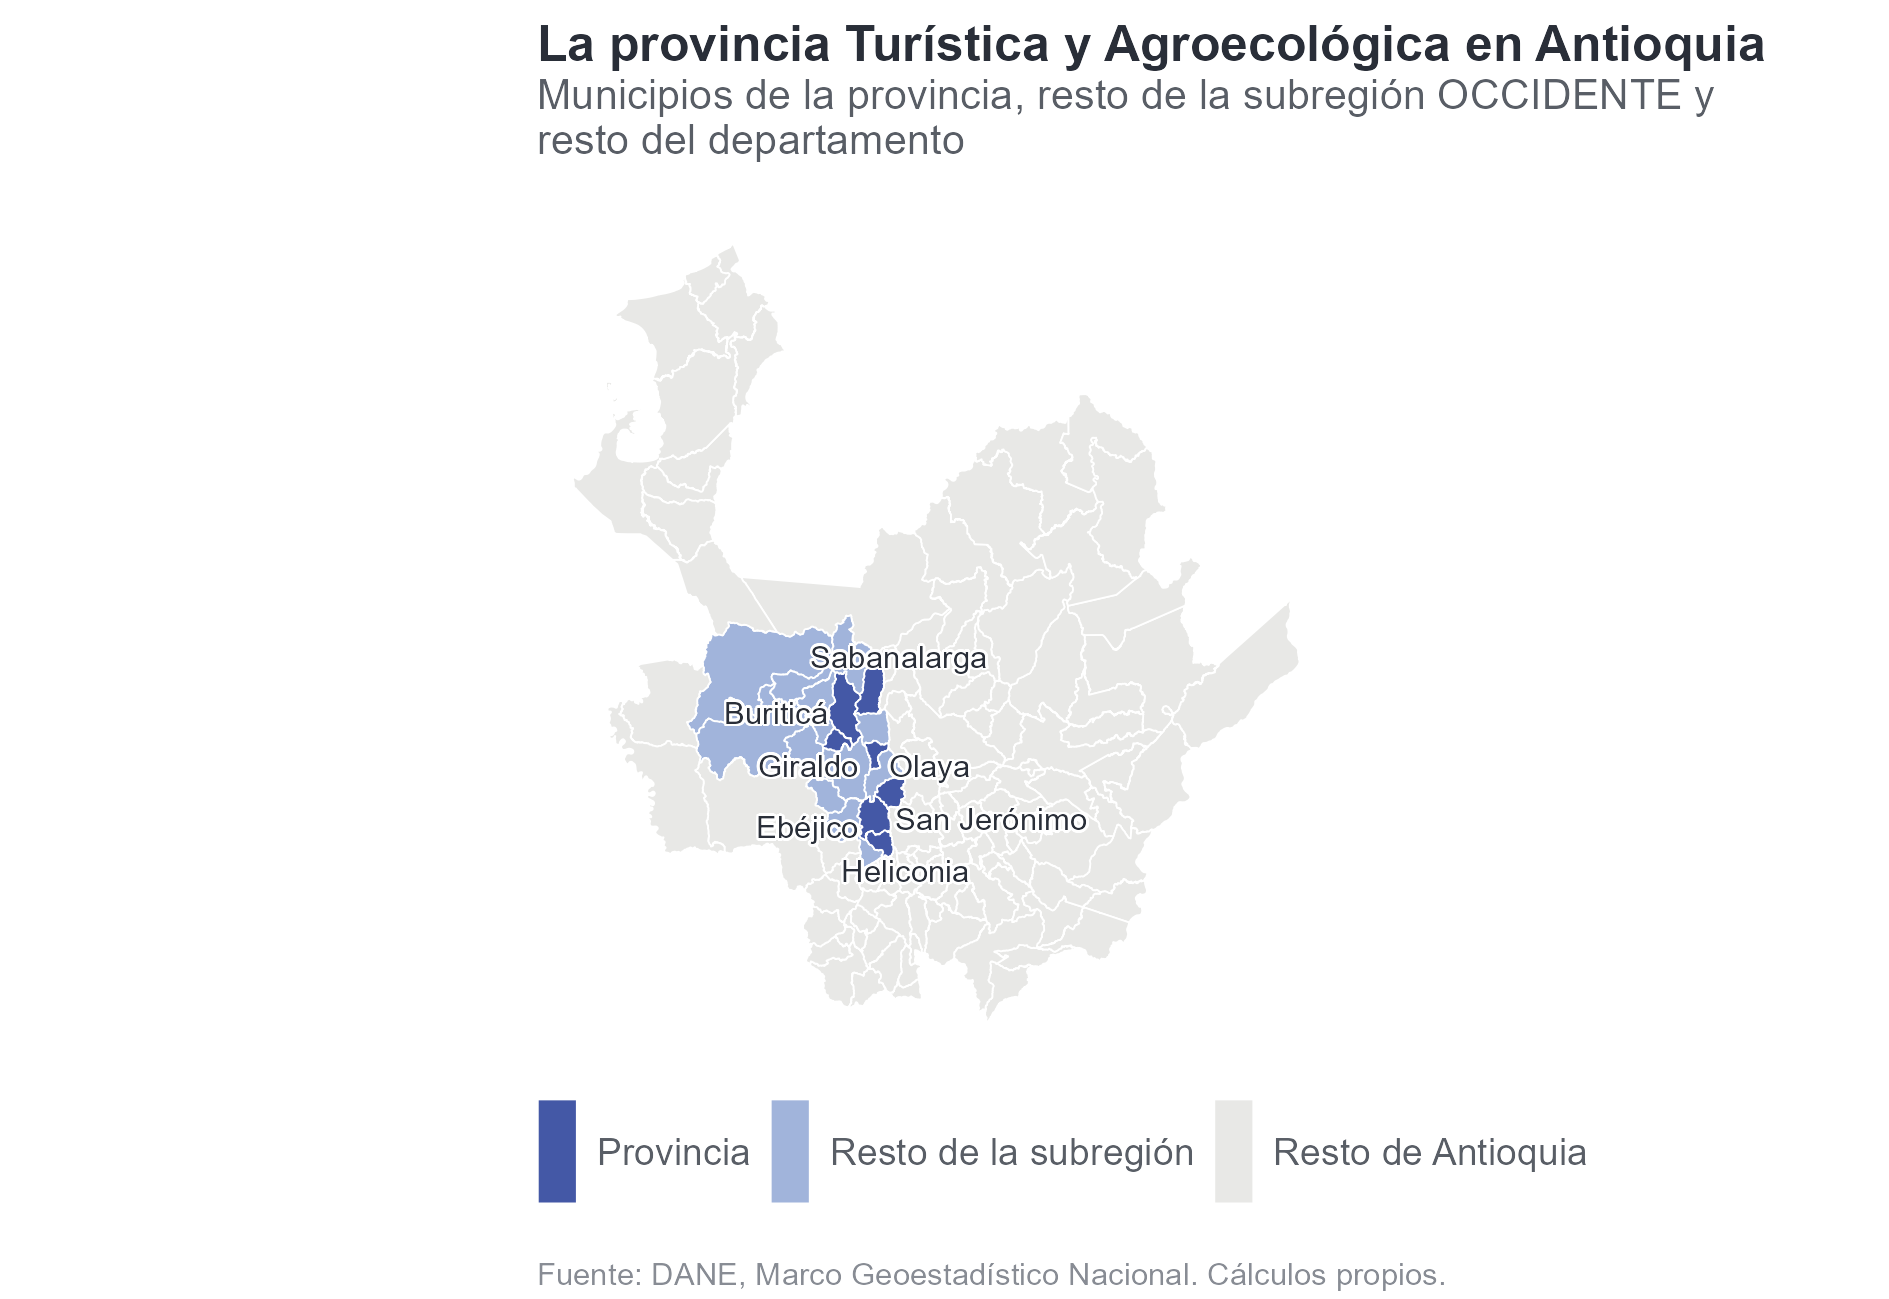 La provincia Turística y Agroecológica en Antioquia
Municipios de la provincia, resto de la subregión OCCIDENTE y
resto del departamento
Sabanalarga
Buriticá
Giraldo
Olaya
San Jerónimo
Ebéjico
Heliconia
Provincia
Resto de la subregión
Resto de Antioquia
Fuente: DANE, Marco Geoestadístico Nacional. Cálculos propios.